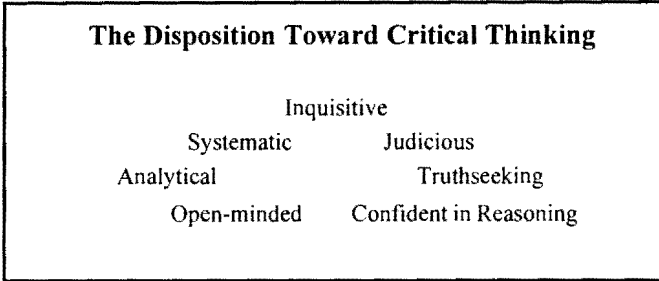 The Disposition Toward Critical Thinking
Inquisitive
Systematic Judicious
Analytical Truthseeking
Open-minded Confident in Reasoning